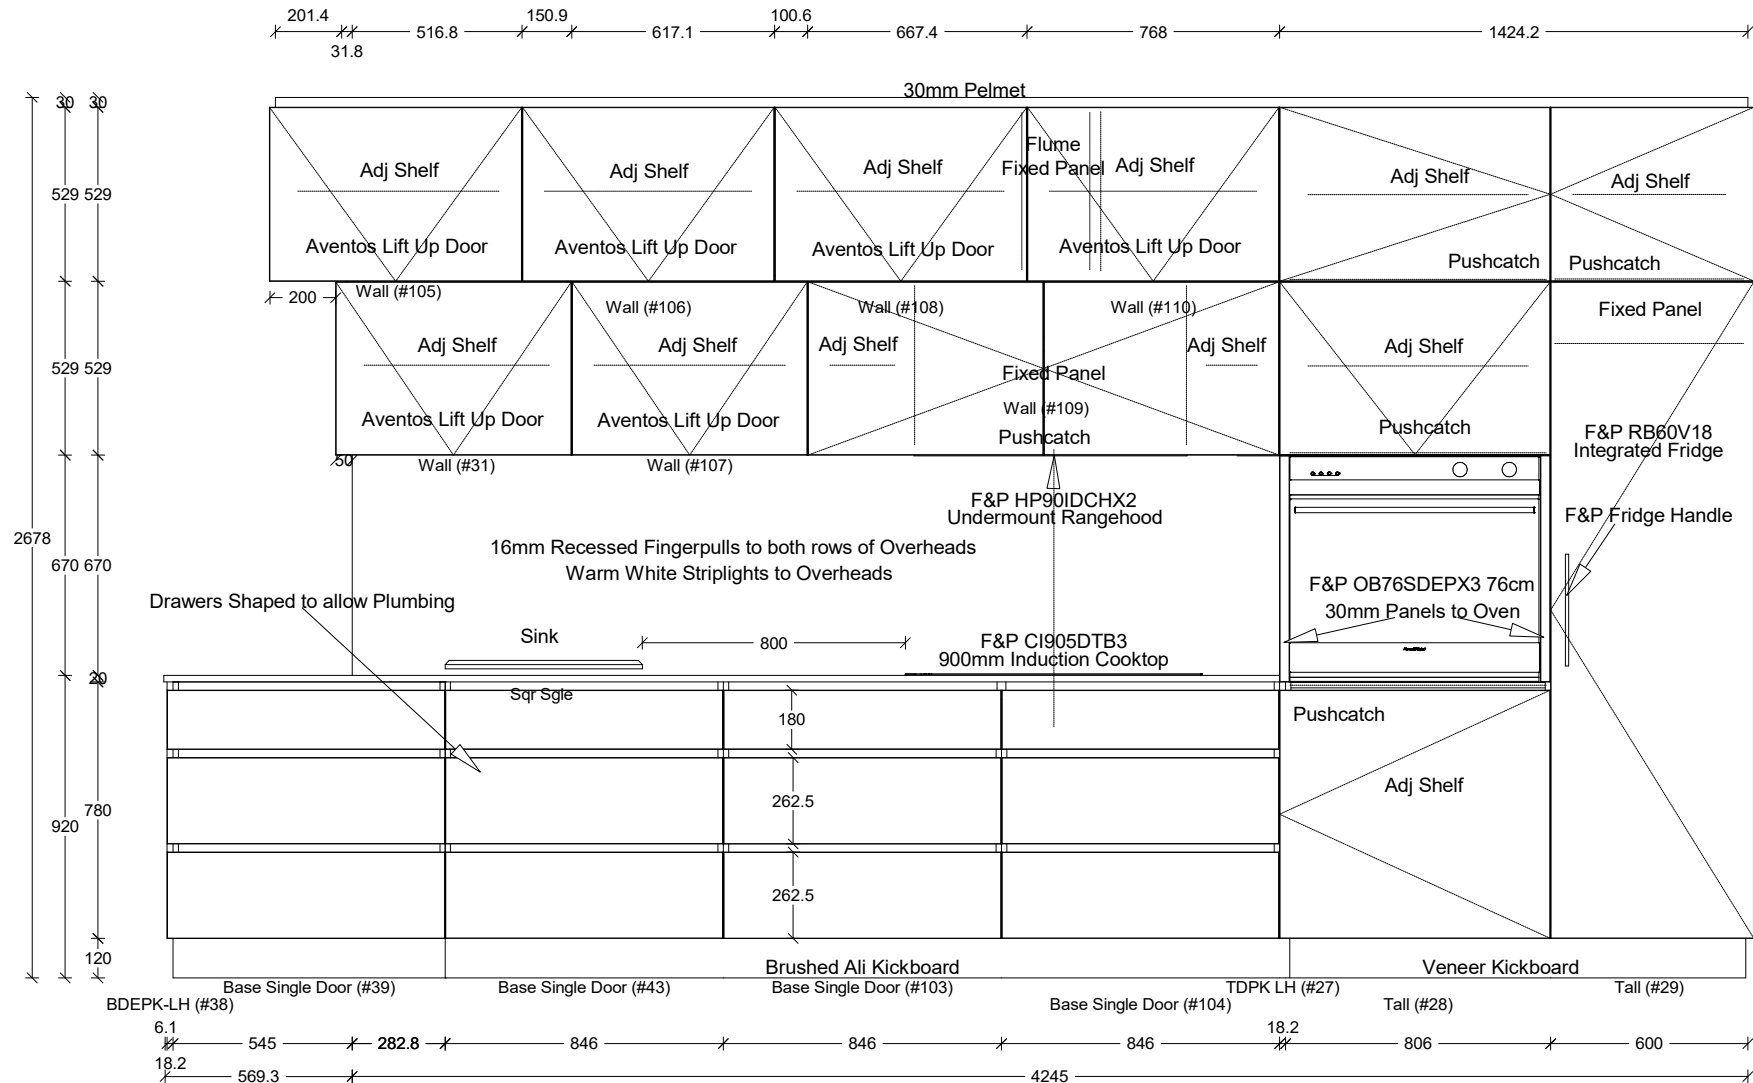 201.4
150.9
100.6
516.8
617.1
667.4
768
1424.2
31.8
30mm Pelmet
30
30
Flume
Fixed Panel
Adj Shelf
Adj Shelf
Adj Shelf
Adj Shelf
Adj Shelf
Adj Shelf
529
529
Aventos Lift Up Door
Aventos Lift Up Door
Aventos Lift Up Door
Aventos Lift Up Door
Pushcatch
Pushcatch
200
Wall (#105)
Wall (#106)
Wall (#108)
Wall (#110)
Fixed Panel
Adj Shelf
Adj Shelf
Adj Shelf
Adj Shelf
Adj Shelf
529
529
Fixed Panel
Wall (#109)
Aventos Lift Up Door
Aventos Lift Up Door
Pushcatch
Pushcatch
50
Wall (#31)
Wall (#107)
F&P RB60V18
Integrated Fridge
F&P HP90IDCHX2
Undermount Rangehood
F&P Fridge Handle
2678
670
670
16mm Recessed Fingerpulls to both rows of Overheads
Warm White Striplights to Overheads
F&P OB76SDEPX3 76cm
30mm Panels to Oven
Drawers Shaped to allow Plumbing
Sink
800
F&P CI905DTB3
900mm Induction Cooktop
20
Sqr Sgle
180
Pushcatch
262.5
Adj Shelf
780
920
262.5
120
Brushed Ali Kickboard
Veneer Kickboard
Base Single Door (#39)
Base Single Door (#43)
Base Single Door (#103)
TDPK LH (#27)
Tall (#29)
BDEPK-LH (#38)
Base Single Door (#104)
Tall (#28)
6.1
18.2
545
282.8
846
846
846
806
600
18.2
569.3
4245